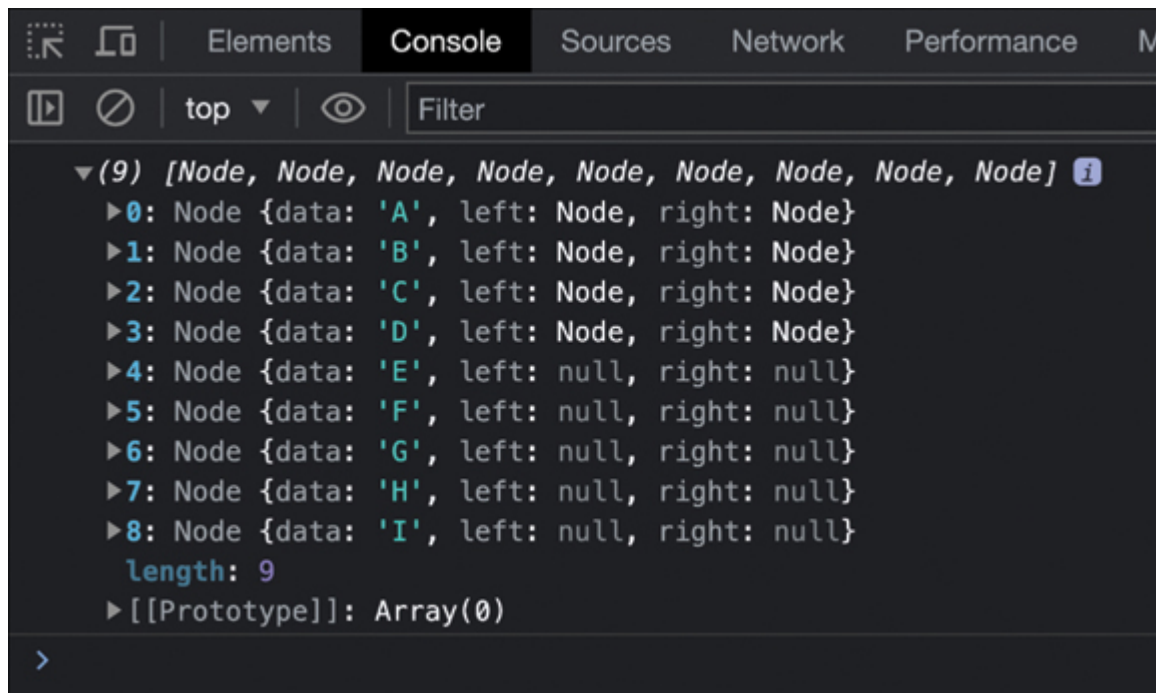 Elements Console Sources Network Performance M
top ▼ Filter
▼(9) [Node, Node, Node, Node, Node, Node, Node, Node, Node] i
▶0: Node {data: 'A', left: Node, right: Node}
▶1: Node {data: 'B', left: Node, right: Node}
▶2: Node {data: 'C', left: Node, right: Node}
▶3: Node {data: 'D', left: Node, right: Node}
▶4: Node {data: 'E', left: null, right: null}
▶5: Node {data: 'F', left: null, right: null}
▶6: Node {data: 'G', left: null, right: null}
▶7: Node {data: 'H', left: null, right: null}
▶8: Node {data: 'I', left: null, right: null}
length: 9
▶[[Prototype]]: Array(0)
>